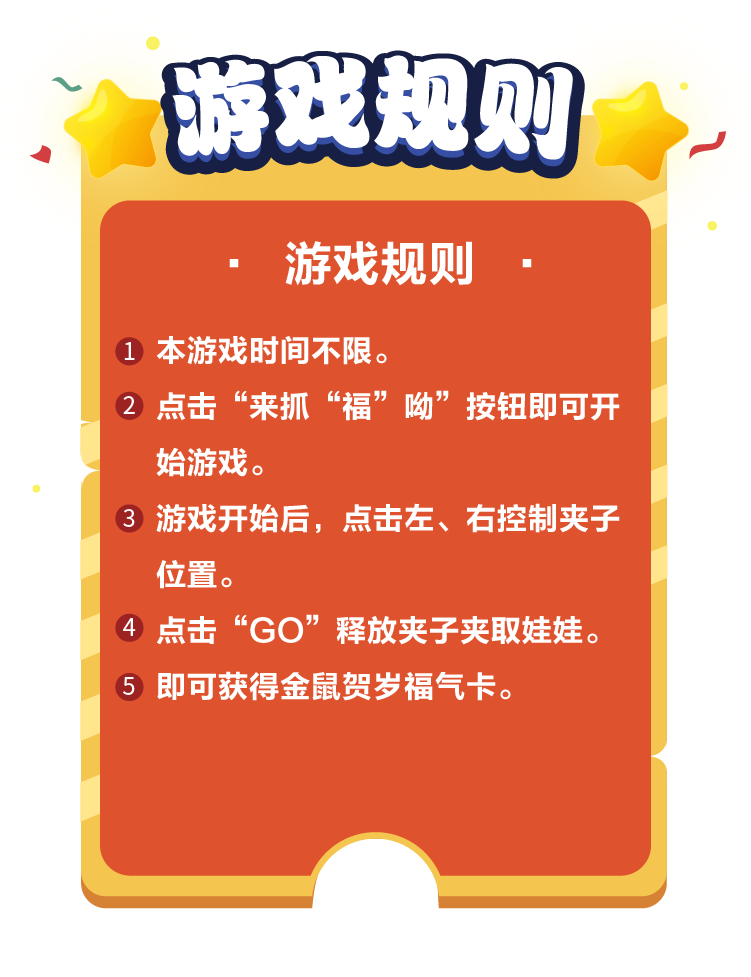 游戏规则
· 游戏规则 ·
1 本游戏时间不限。
2 点击“来抓“福”呦”按钮即可开
始游戏。
3 游戏开始后，点击左、右控制夹子
位置。
4 点击“GO”释放夹子夹取娃娃。
5 即可获得金鼠贺岁福气卡。